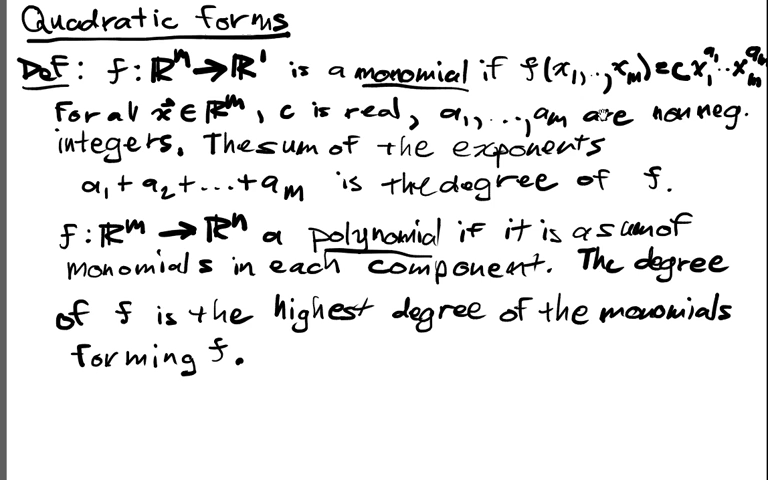 Quadratic forms
Def: f: ℝᵐ → ℝ¹ is a monomial if f(x₁,..,xₘ) = c x₁^a₁ ... xₘ^aₘ
For all x⃗ ∈ ℝᵐ, c is real, a₁,...,aₘ are nonneg.
integers. The sum of the exponents
a₁ + a₂ + ... + aₘ is the degree of f.
f: ℝᵐ → ℝⁿ a polynomial if it is a sum of
monomials in each component. The degree
of f is the highest degree of the monomials
forming f.